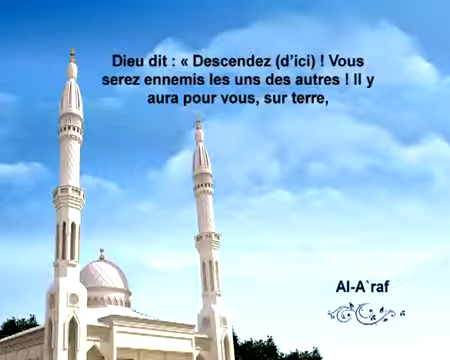 Dieu dit : « Descendez (d’ici) ! Vous
serez ennemis les uns des autres ! Il y
aura pour vous, sur terre,
Al-A`raf